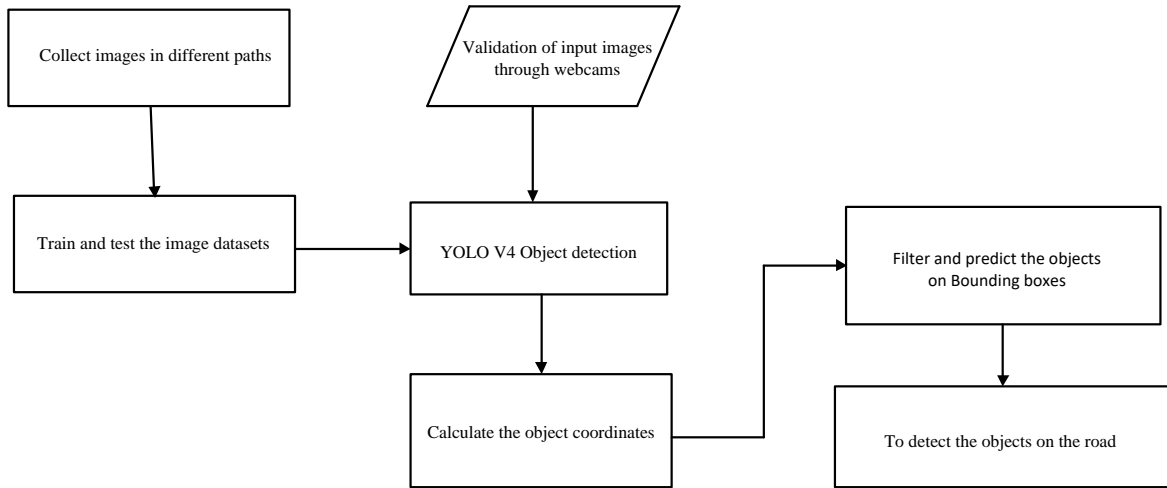 Collect images in different paths
Validation of input images
through webcams
Train and test the image datasets
YOLO V4 Object detection
Filter and predict the objects
on Bounding boxes
Calculate the object coordinates
To detect the objects on the road